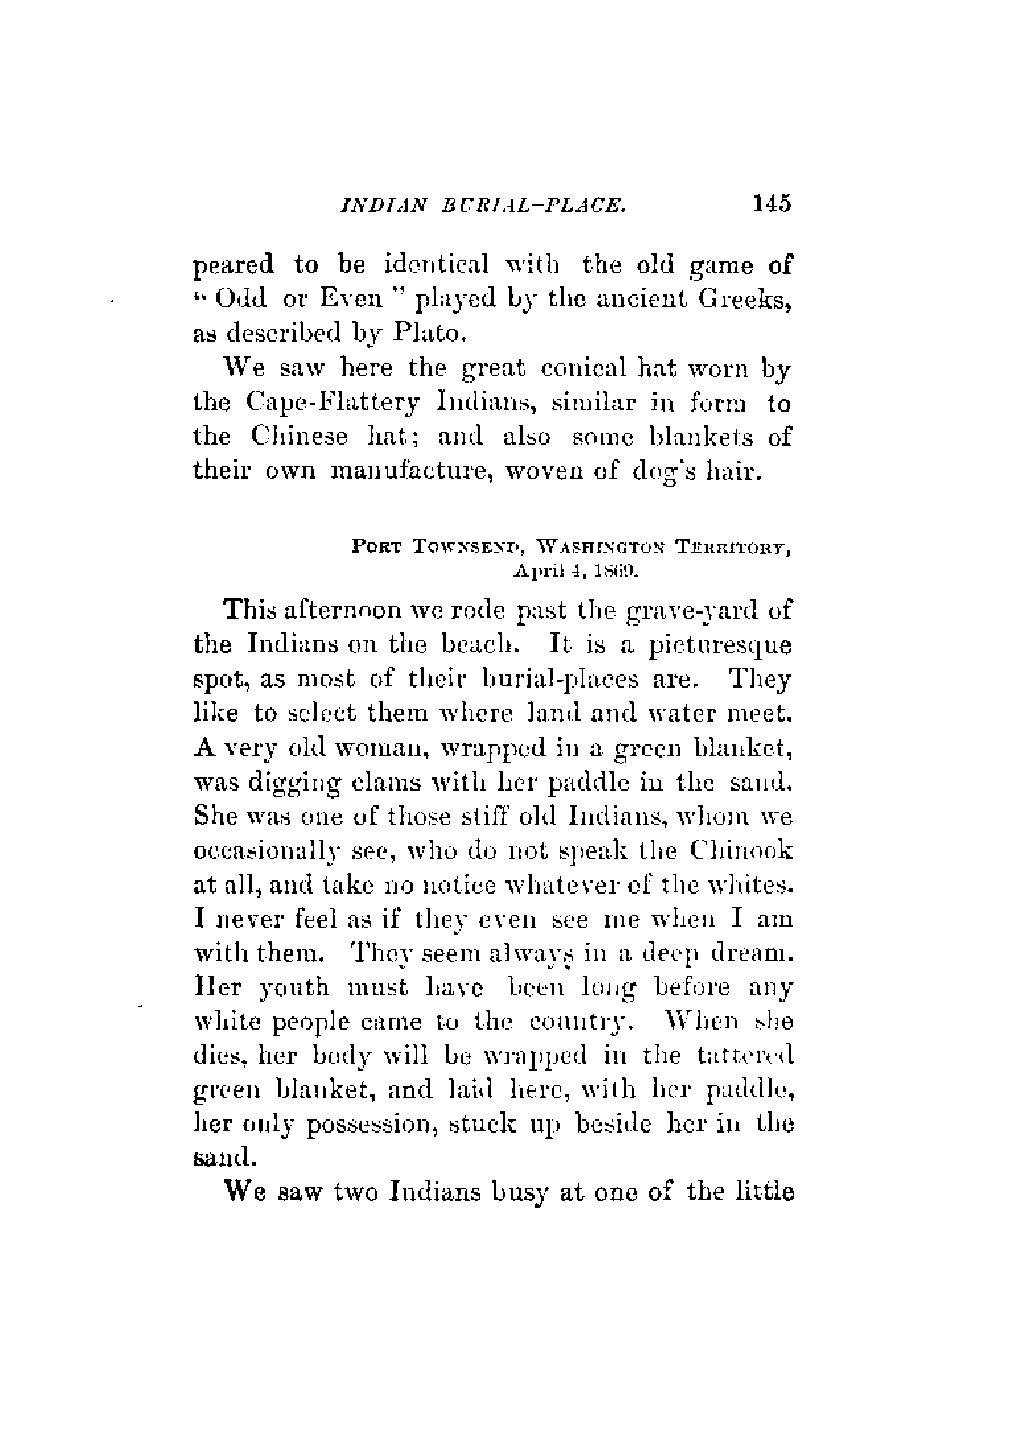 INDIAN BURIAL-PLACE. 145
peared to be identical with the old game of
“Odd or Even” played by the ancient Greeks,
as described by Plato.
We saw here the great conical hat worn by
the Cape-Flattery Indians, similar in form to
the Chinese hat; and also some blankets of
their own manufacture, woven of dog's hair.
PORT TOWNSEND, WASHINGTON TERRITORY,
April 4, 1869.
This afternoon we rode past the grave-yard of
the Indians on the beach. It is a picturesque
spot, as most of their burial-places are. They
like to select them where land and water meet.
A very old woman, wrapped in a green blanket,
was digging clams with her paddle in the sand.
She was one of those stiff old Indians, whom we
occasionally see, who do not speak the Chinook
at all, and take no notice whatever of the whites.
I never feel as if they even see me when I am
with them. They seem always in a deep dream.
Her youth must have been long before any
white people came to the country. When she
dies, her body will be wrapped in the tattered
green blanket, and laid here, with her paddle,
her only possession, stuck up beside her in the
sand.
We saw two Indians busy at one of the little